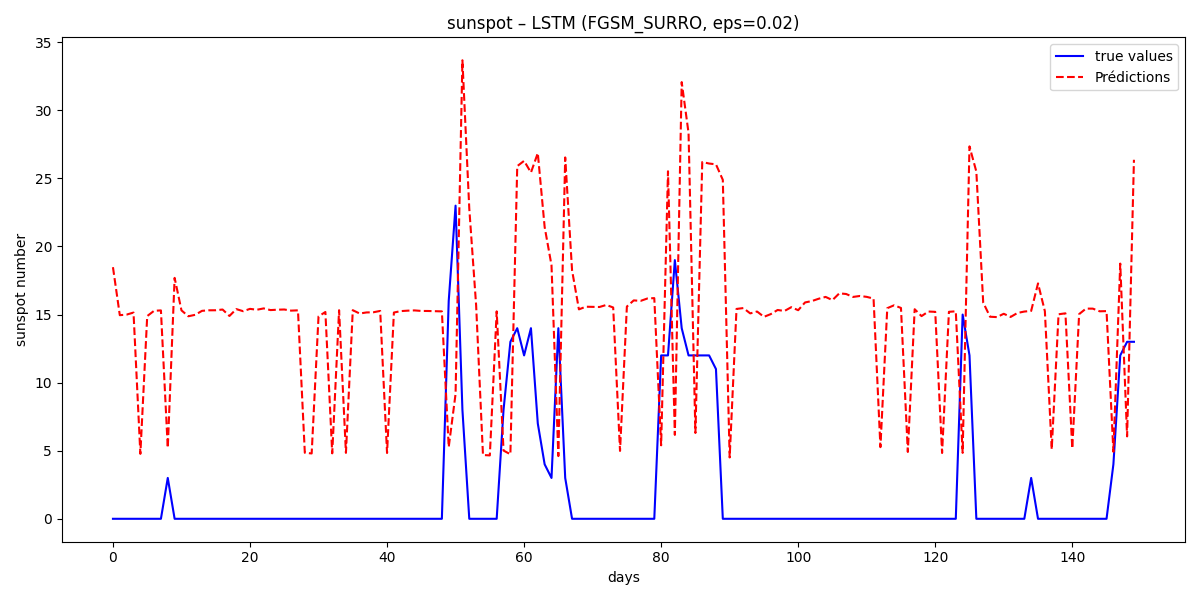 sunspot – LSTM (FGSM_SURRO, eps=0.02)
true values
Prédictions
sunspot number
35
30
25
20
15
10
5
0
0 20 40 60 80 100 120 140
days